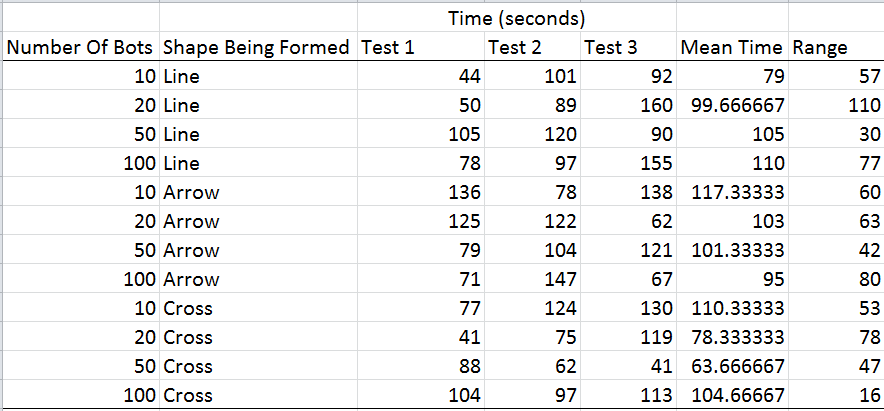 Time (seconds)
Number Of Bots Shape Being Formed Test 1 Test 2 Test 3 Mean Time Range
10 Line 44 101 92 79 57
20 Line 50 89 160 99.666667 110
50 Line 105 120 90 105 30
100 Line 78 97 155 110 77
10 Arrow 136 78 138 117.33333 60
20 Arrow 125 122 62 103 63
50 Arrow 79 104 121 101.33333 42
100 Arrow 71 147 67 95 80
10 Cross 77 124 130 110.33333 53
20 Cross 41 75 119 78.333333 78
50 Cross 88 62 41 63.666667 47
100 Cross 104 97 113 104.66667 16